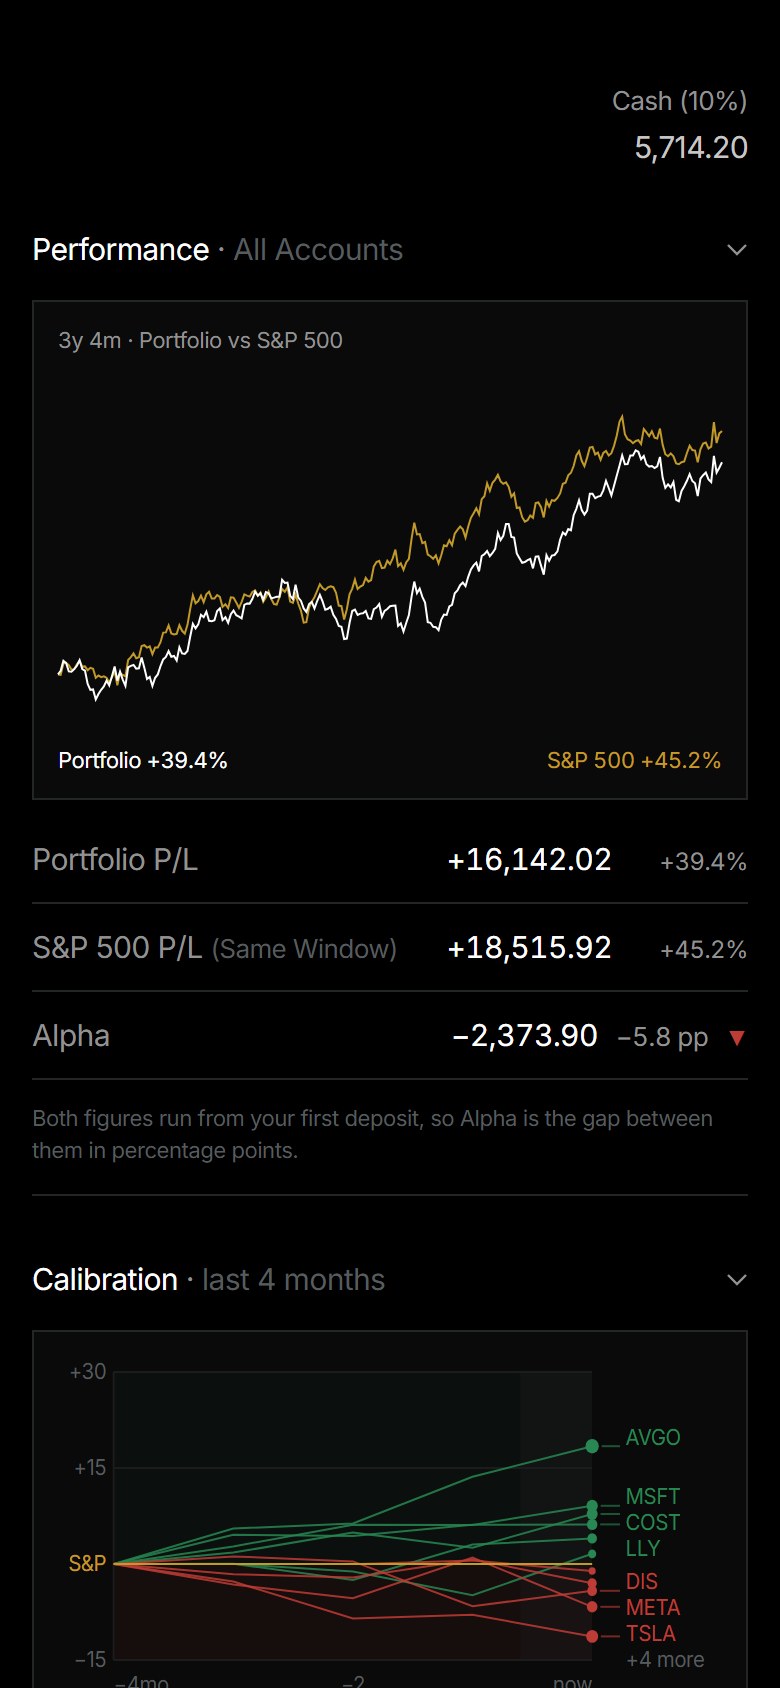 Cash (10%)
5,714.20
Performance · All Accounts
3y 4m · Portfolio vs S&P 500
Portfolio +39.4%
S&P 500 +45.2%
Portfolio P/L +16,142.02 +39.4%
S&P 500 P/L (Same Window) +18,515.92 +45.2%
Alpha −2,373.90 −5.8 pp ▼
Both figures run from your first deposit, so Alpha is the gap between
them in percentage points.
Calibration · last 4 months
+30
AVGO
+15
MSFT
COST
LLY
S&P
DIS
META
TSLA
−15
+4 more
−4mo
−2
now